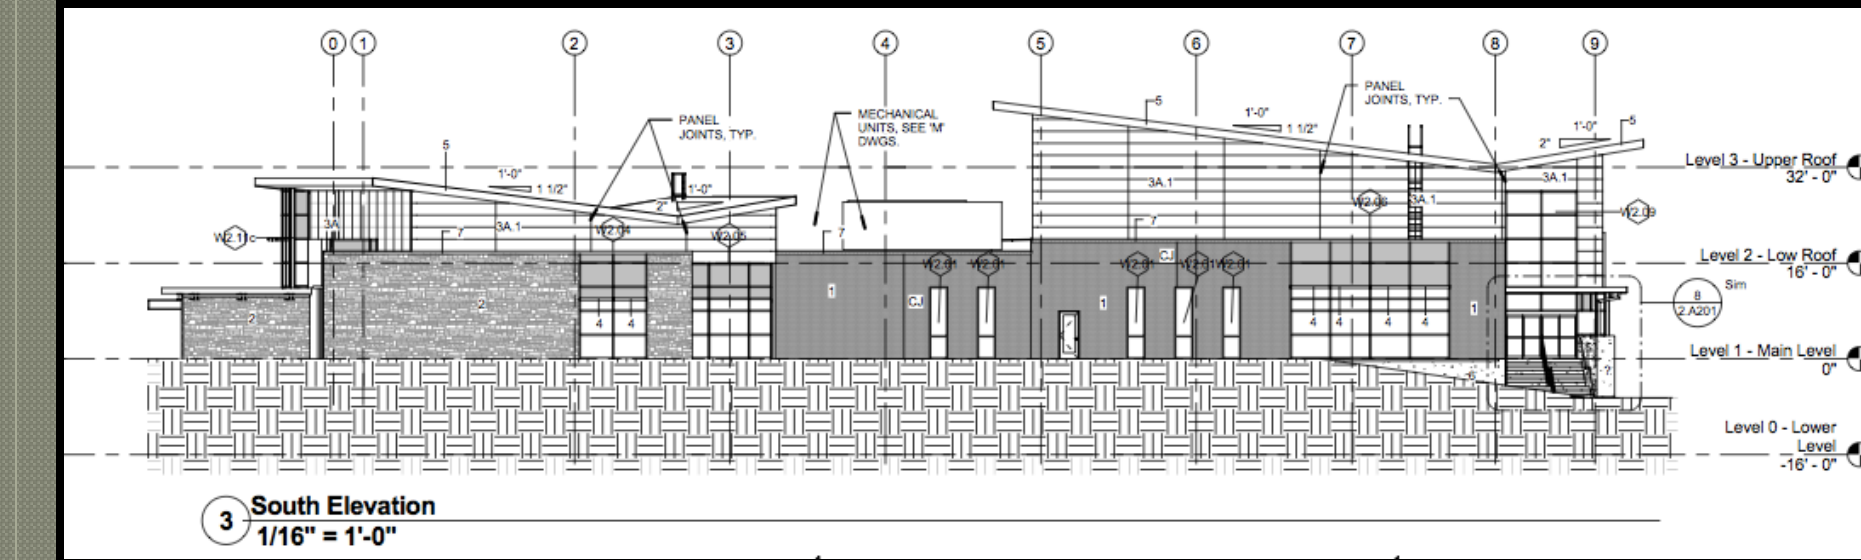 0 1 2 3 4 5 6 7 8 9
PANEL
JOINTS, TYP.
MECHANICAL
UNITS, SEE 'M'
DWGS.
5
PANEL
JOINTS, TYP.
5
1'-0"
1 1/2"
2"
1'-0"
5
Level 3 - Upper Roof
32' - 0"
1'-0"
1 1/2"
1'-0"
2"
3A
3A.1
3A.1
3A.1
3A.1
W2.11c
7
W2.04
W2.05
7
7
W2.06
W2.09
CJ
Level 2 - Low Roof
16' - 0"
W2.01
W2.01
W2.01
W2.01
W2.01
Sim
8
2.A201
2
2
4 4
1
CJ
1
4 4 4 4
1
Level 1 - Main Level
0"
6
Level 0 - Lower
Level
-16' - 0"
3
South Elevation
1/16" = 1'-0"